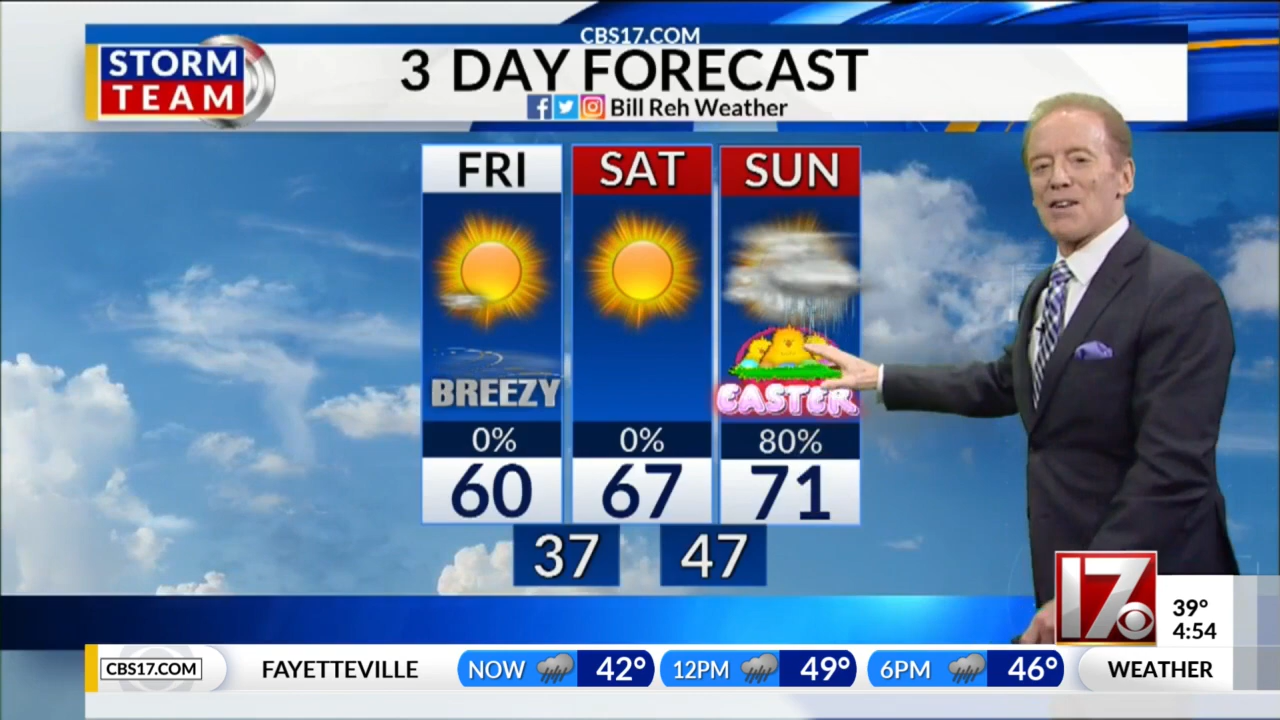 CBS17.COM
STORM TEAM
3 DAY FORECAST
Bill Reh Weather
FRI SAT SUN
BREEZY EASTER
0% 0% 80%
60 67 71
37 47
17
39°
4:54
CBS17.COM FAYETTEVILLE NOW 42° 12PM 49° 6PM 46° WEATHER